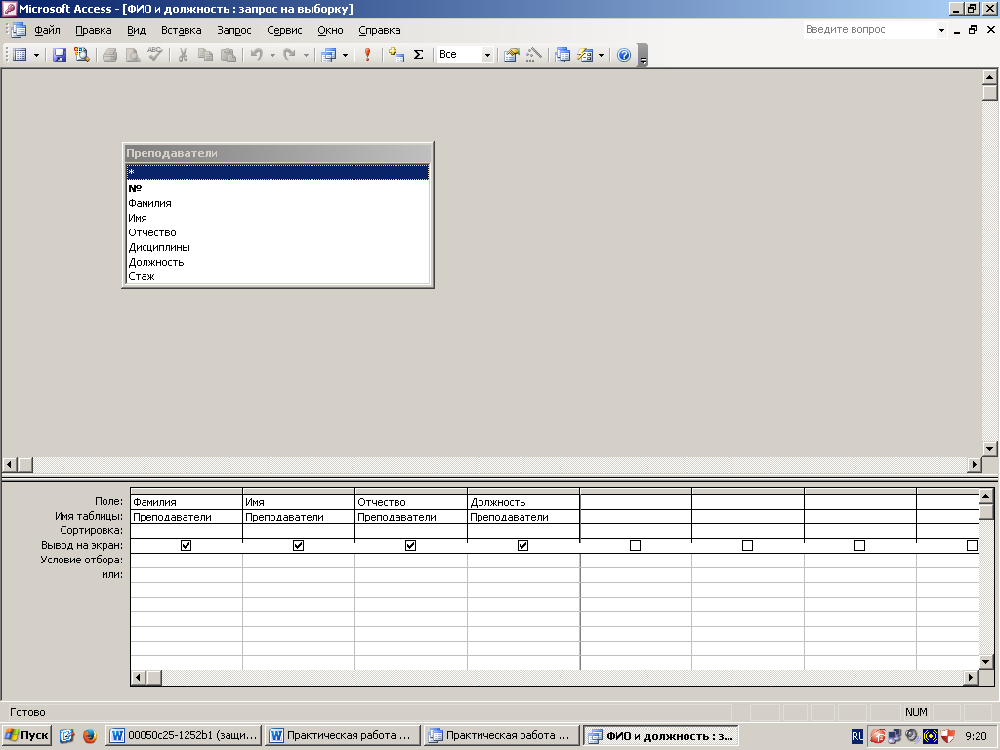 Microsoft Access - [ФИО и должность : запрос на выборку]
Файл Правка Вид Вставка Запрос Сервис Окно Справка Введите вопрос
ABC Σ Все
Преподаватели
*
№
Фамилия
Имя
Отчество
Дисциплины
Должность
Стаж
Поле: Фамилия Имя Отчество Должность
Имя таблицы: Преподаватели Преподаватели Преподаватели Преподаватели
Сортировка:
Вывод на экран:
Условие отбора:
или:
Готово NUM
Пуск 00050c25-1252b1 (защи... Практическая работа ... Практическая работа ... ФИО и должность : з... RL 9:20